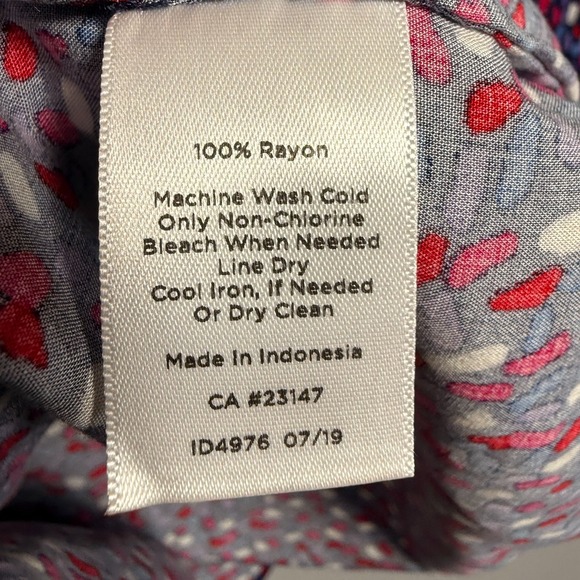 100% Rayon
Machine Wash Cold
Only Non-Chlorine
Bleach When Needed
Line Dry
Cool Iron, If Needed
Or Dry Clean
Made In Indonesia
CA #23147
ID4976 07/19